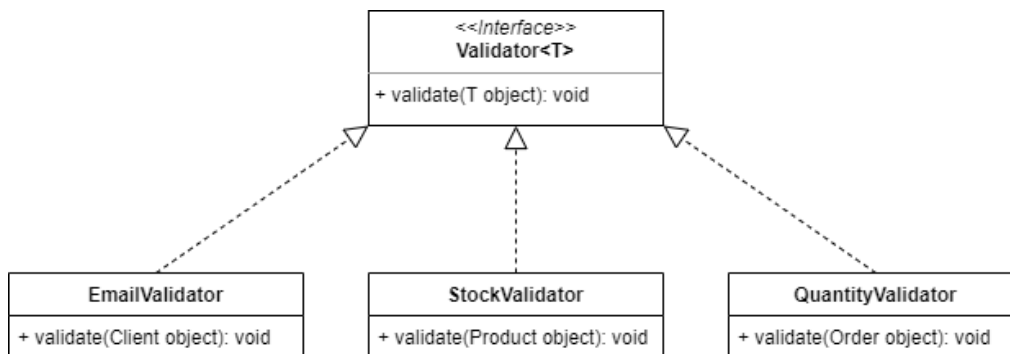 <<Interface>>
Validator<T>
+ validate(T object): void
EmailValidator
+ validate(Client object): void
StockValidator
+ validate(Product object): void
QuantityValidator
+ validate(Order object): void